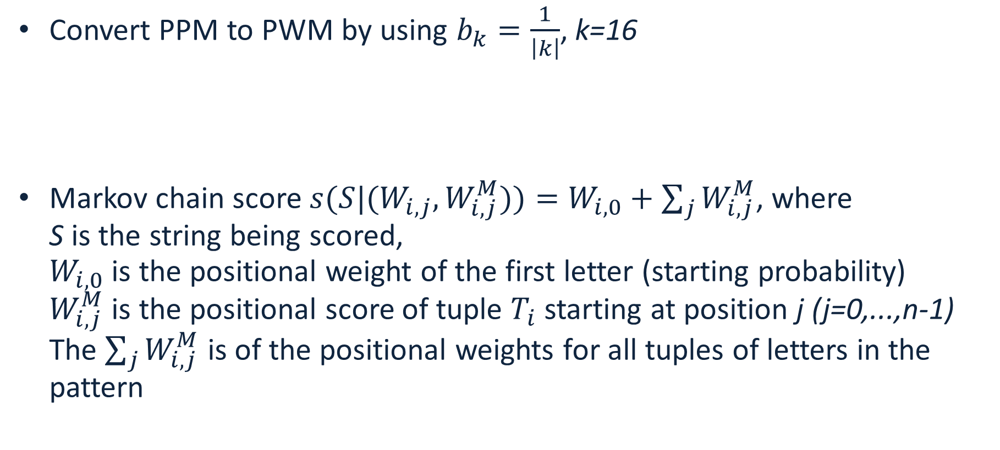 • Convert PPM to PWM by using $b_k = \frac{1}{|k|}$, k=16
• Markov chain score $s(S|(W_{i,j}, W_{i,j}^M)) = W_{i,0} + \sum_j W_{i,j}^M$, where
S is the string being scored,
$W_{i,0}$ is the positional weight of the first letter (starting probability)
$W_{i,j}^M$ is the positional score of tuple $T_i$ starting at position j (j=0,...,n-1)
The $\sum_j W_{i,j}^M$ is of the positional weights for all tuples of letters in the
pattern